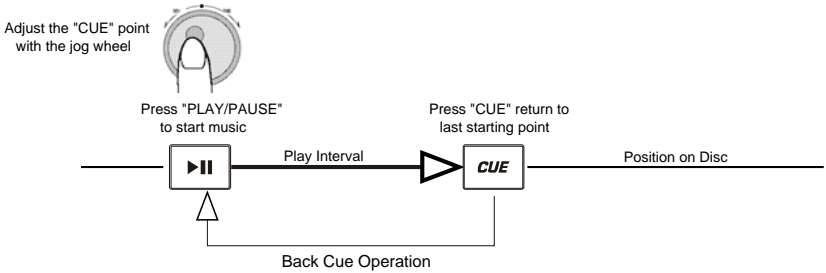 Adjust the "CUE" point
with the jog wheel
Press "PLAY/PAUSE"
to start music
Press "CUE" return to
last starting point
Play Interval
CUE
Position on Disc
Back Cue Operation